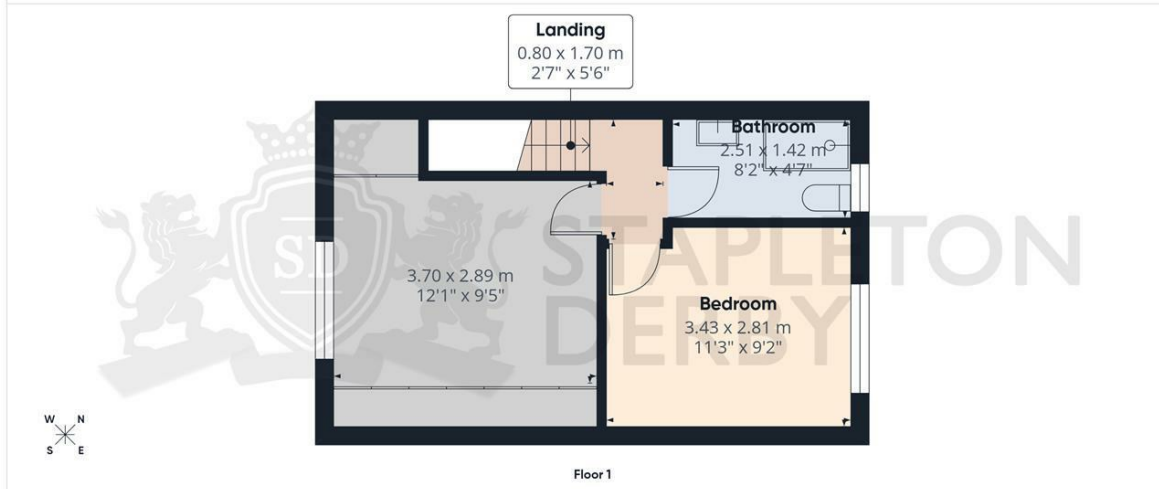 Landing
0.80 x 1.70 m
2'7" x 5'6"
Bathroom
2.51 x 1.42 m
8'2" x 4'7"
SD
STAPLETON
DERBY
3.70 x 2.89 m
12'1" x 9'5"
Bedroom
3.43 x 2.81 m
11'3" x 9'2"
W N
S E
Floor 1